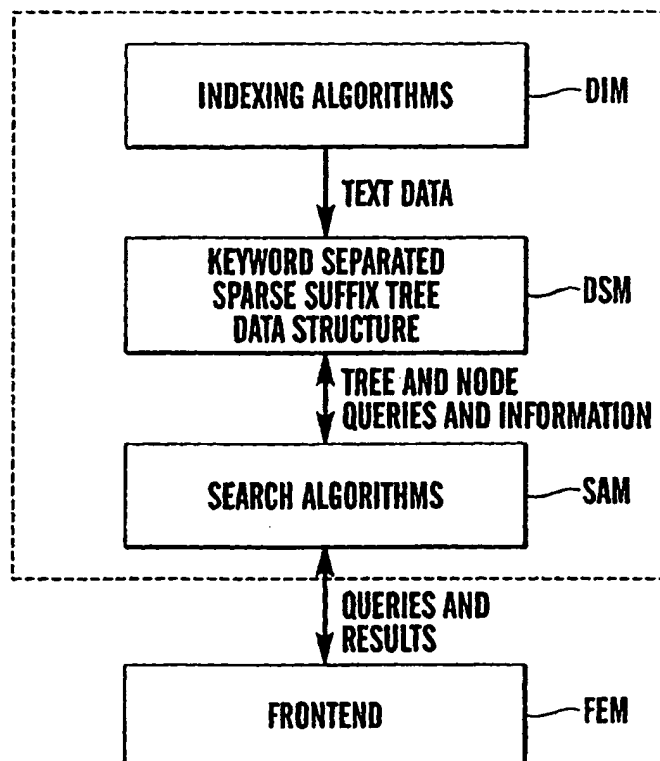 INDEXING ALGORITHMS
DIM
TEXT DATA
KEYWORD SEPARATED
SPARSE SUFFIX TREE
DATA STRUCTURE
DSM
TREE AND NODE
QUERIES AND INFORMATION
SEARCH ALGORITHMS
SAM
QUERIES AND
RESULTS
FRONTEND
FEM